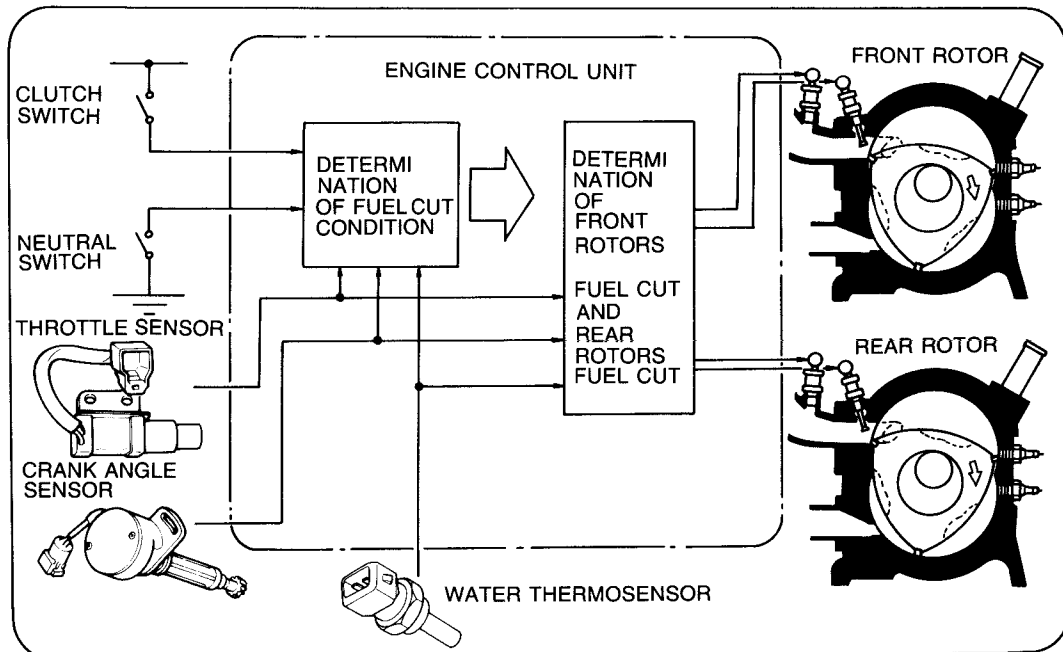 ENGINE CONTROL UNIT
CLUTCH
SWITCH
NEUTRAL
SWITCH
THROTTLE SENSOR
CRANK ANGLE
SENSOR
DETERMI
NATION
OF FUEL CUT
CONDITION
DETERMI
NATION
OF
FRONT
ROTORS
FUEL CUT
AND
REAR
ROTORS
FUEL CUT
FRONT ROTOR
REAR ROTOR
WATER THERMOSENSOR